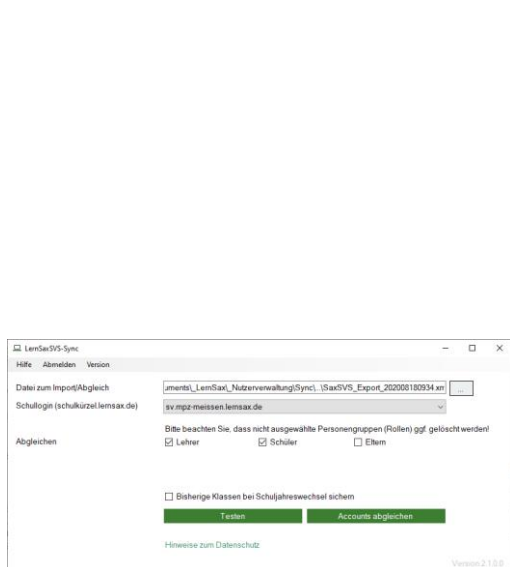 LernSaxSVS-Sync
Hilfe Abmelden Version
Datei zum Import/Abgleich uments\_LernSax\_Nutzerverwaltung\Sync\..\SaxSVS_Export_202008180934.xm ...
Schullogin (schulkürzel.lernsax.de) sv.mpz-meissen.lernsax.de
Bitte beachten Sie, dass nicht ausgewählte Personengruppen (Rollen) ggf. gelöscht werden!
Abgleichen Lehrer Schüler Eltern
Bisherige Klassen bei Schuljahreswechsel sichern
Testen Accounts abgleichen
Hinweise zum Datenschutz
Version 2.1.0.0